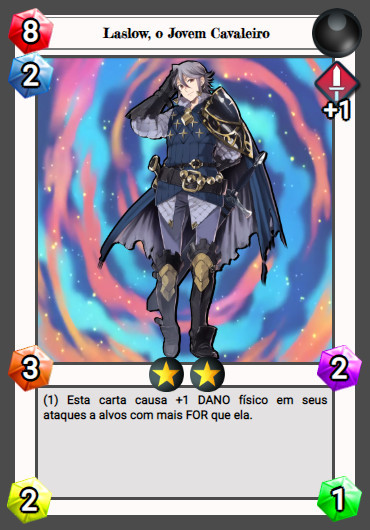 8
Laslow, o Jovem Cavaleiro
2
+1
3
2
(1) Esta carta causa +1 DANO físico em seus
ataques a alvos com mais FOR que ela.
2
1